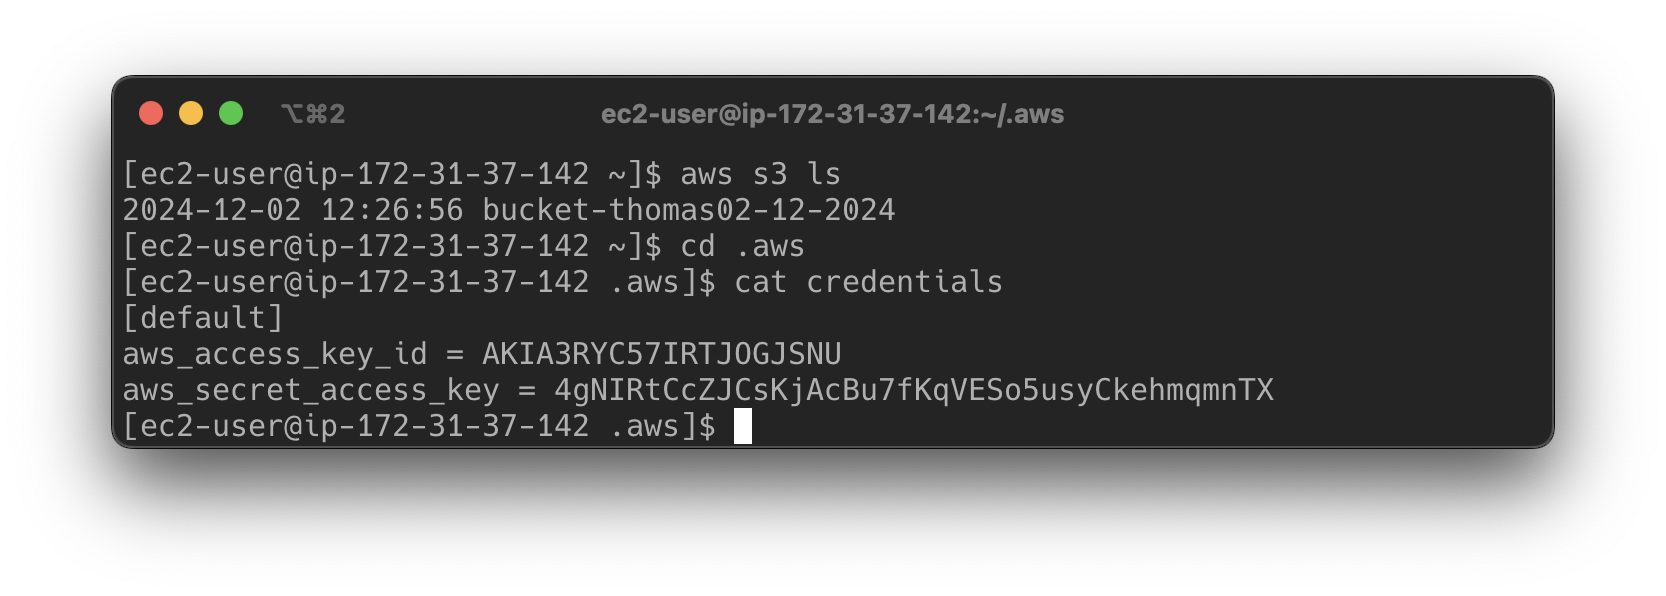 ⌥⌘2
ec2-user@ip-172-31-37-142:~/.aws
[ec2-user@ip-172-31-37-142 ~]$ aws s3 ls
2024-12-02 12:26:56 bucket-thomas02-12-2024
[ec2-user@ip-172-31-37-142 ~]$ cd .aws
[ec2-user@ip-172-31-37-142 .aws]$ cat credentials
[default]
aws_access_key_id = AKIA3RYC57IRTJOGJSNU
aws_secret_access_key = 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
[ec2-user@ip-172-31-37-142 .aws]$